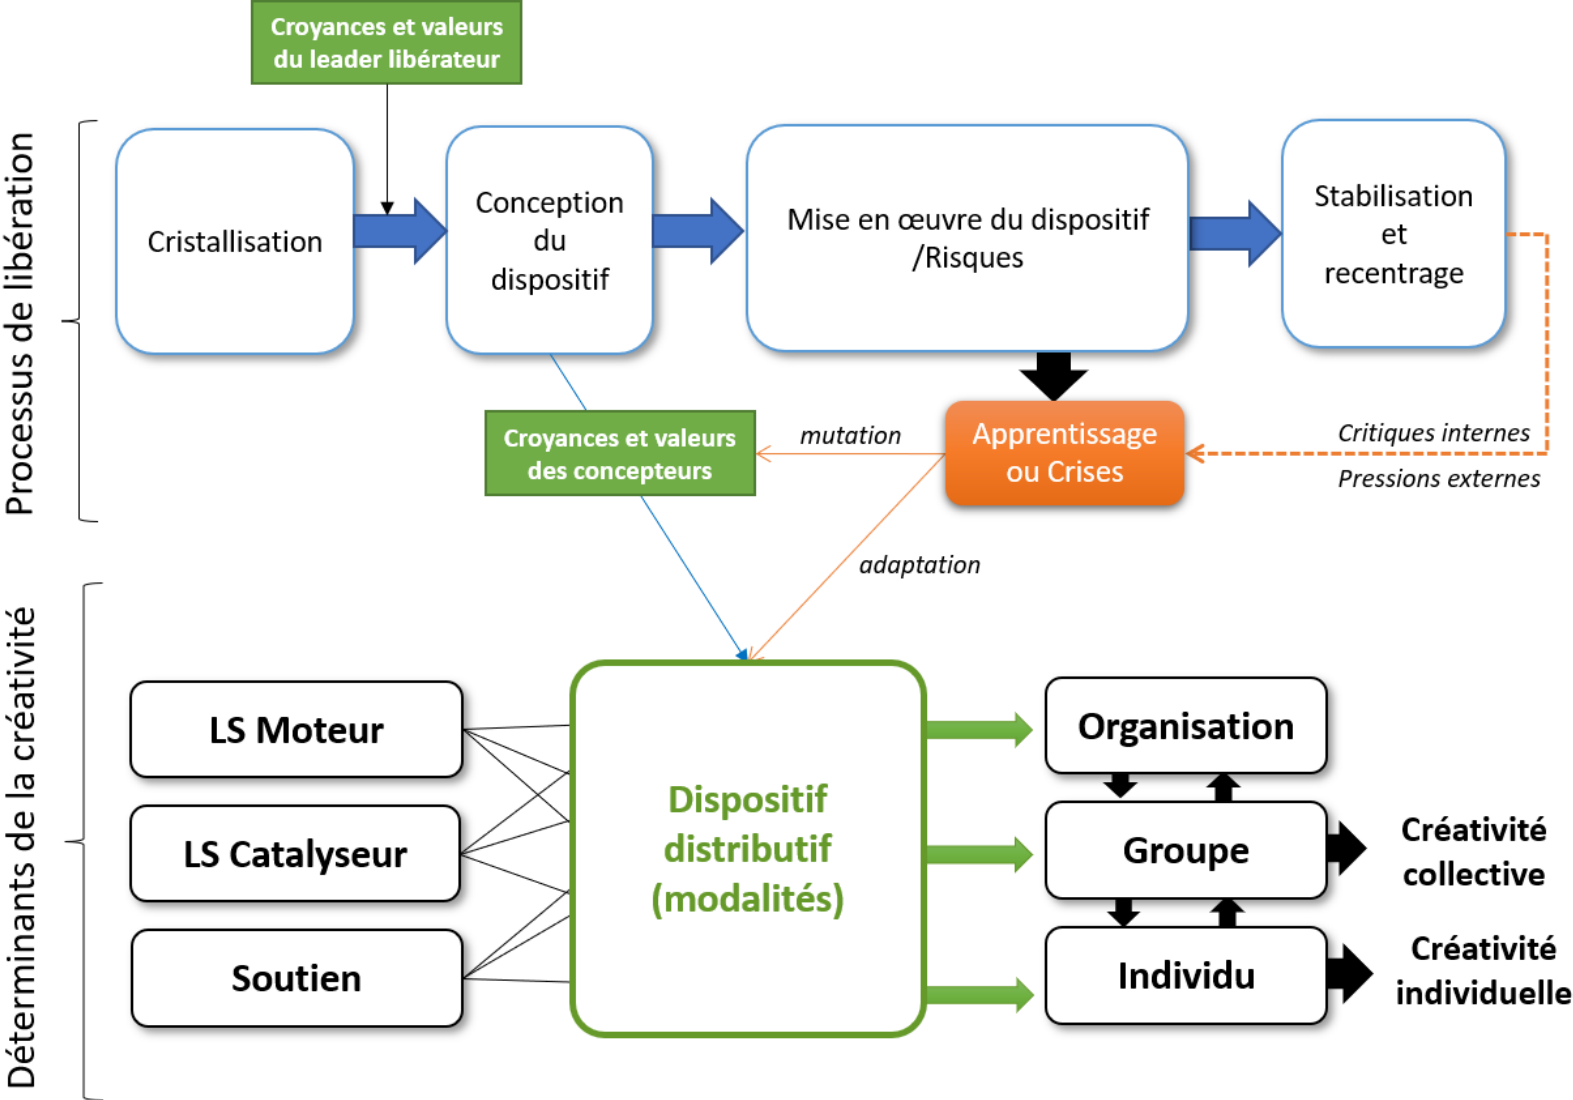 Croyances et valeurs
du leader libérateur
Processus de libération
Cristallisation
Conception
du
dispositif
Mise en œuvre du dispositif
/Risques
Stabilisation
et
recentrage
Croyances et valeurs
des concepteurs
mutation
Apprentissage
ou Crises
Critiques internes
Pressions externes
adaptation
Déterminants de la créativité
LS Moteur
LS Catalyseur
Soutien
Dispositif
distributif
(modalités)
Organisation
Groupe
Individu
Créativité
collective
Créativité
individuelle